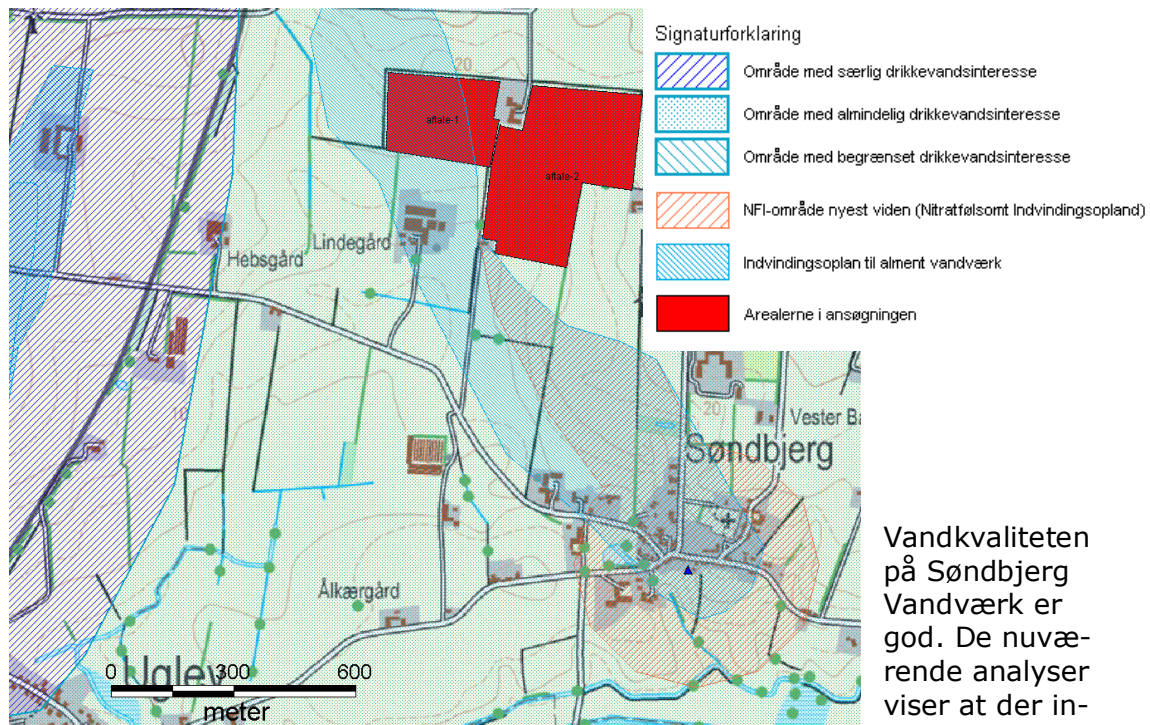 Signaturforklaring
Område med særlig drikkevandsinteresse
Område med almindelig drikkevandsinteresse
Område med begrænset drikkevandsinteresse
NFI-område nyest viden (Nitratfølsomt Indvindingsopland)
Indvindingsoplan til alment vandværk
Arealerne i ansøgningen
20
aftale-1
aftale-2
Lindegård
Hebsgård
10
20
Vester Ba
Søndbjerg
Ålkærgård
Uglev
0 300 600
meter
Vandkvaliteten
på Søndbjerg
Vandværk er
god. De nuvæ-
rende analyser
viser at der in-